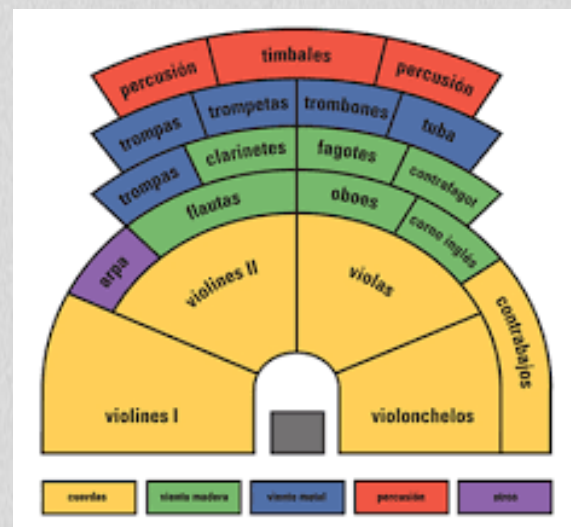 percusión timbales percusión
trompas trompetas trombones tuba
trompas clarinetes fagotes contrafagot
flautas oboes corno inglés
arpa violines II violas contrabajos
violines I violonchelos
cuerdas viento madera viento metal percusión otros